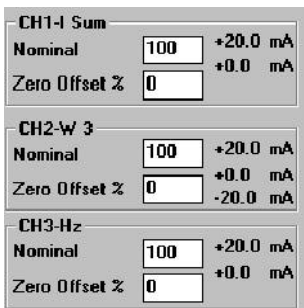 CH1-I Sum
Nominal 100 +20.0 mA
+0.0 mA
Zero Offset % 0
CH2-W 3
Nominal 100 +20.0 mA
+0.0 mA
Zero Offset % 0 -20.0 mA
CH3-Hz
Nominal 100 +20.0 mA
+0.0 mA
Zero Offset % 0